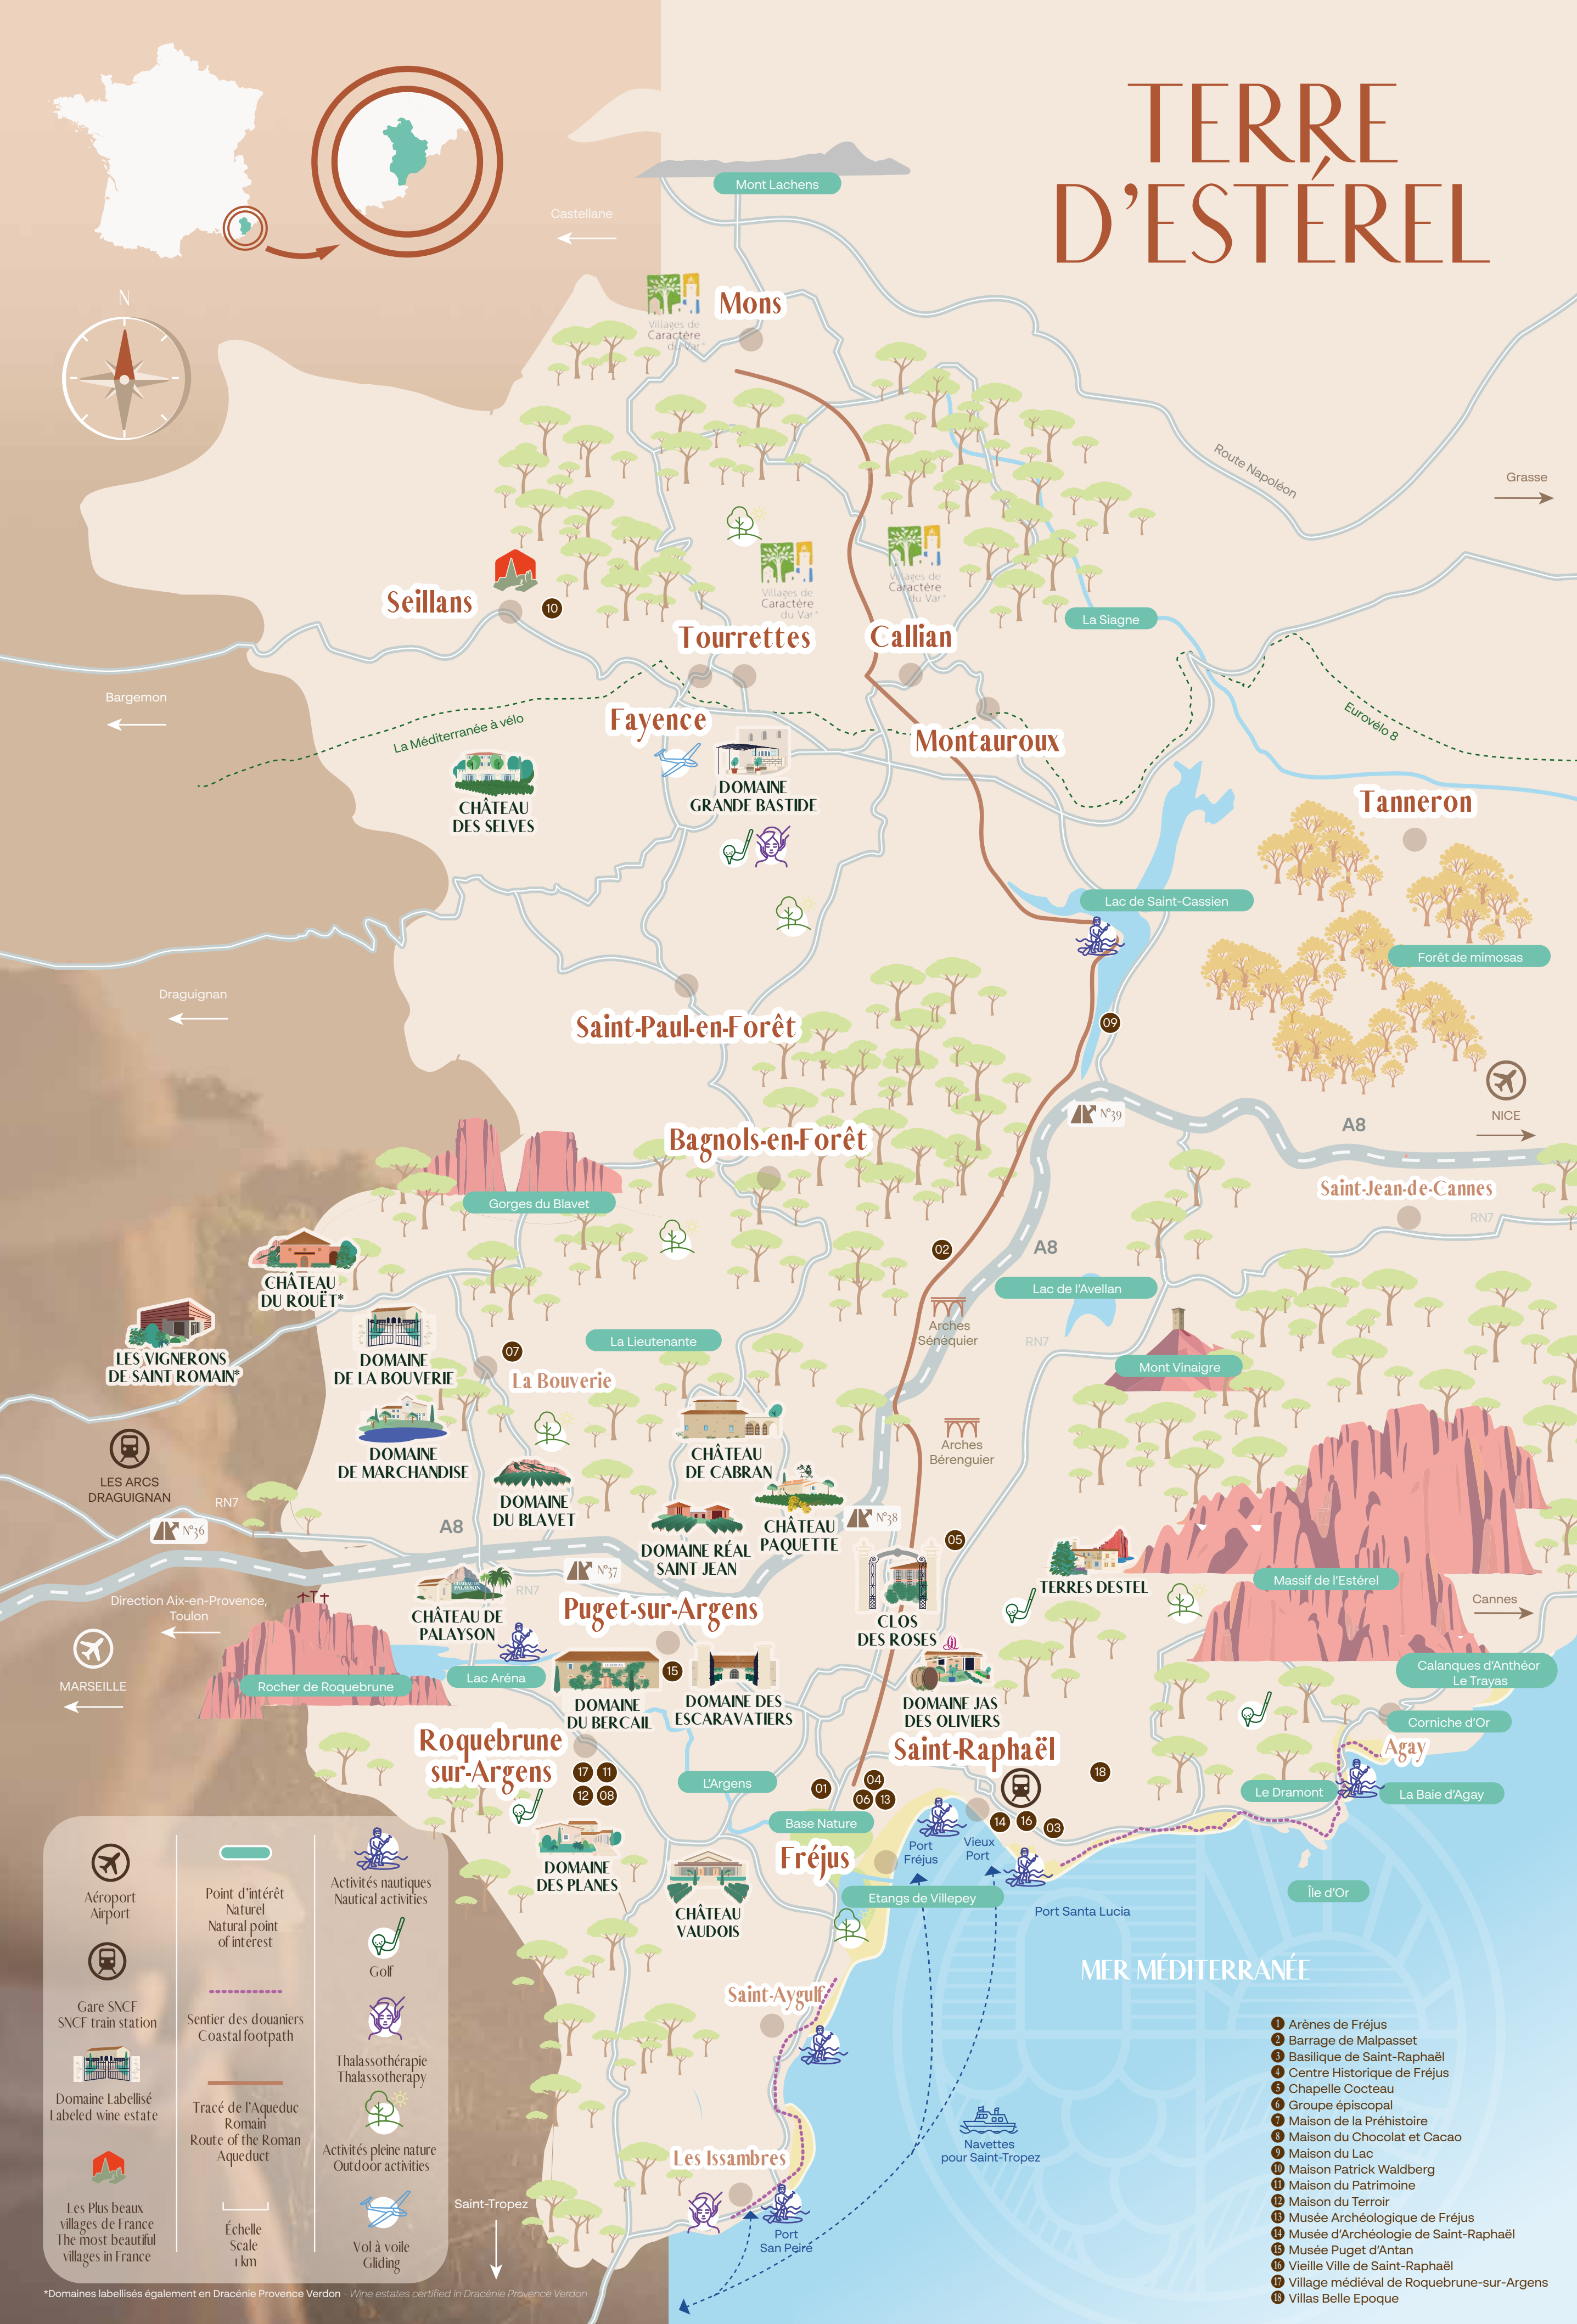 TERRE
D'ESTÉREL
Mont Lachens
Castellane
N
Mons
Villages de
Caractère
du Var
Route Napoléon
Grasse
Villages de
Caractère
du Var
Villages de
Caractère
du Var
Seillans
10
La Siagne
Tourrettes
Callian
Bargemon
Fayence
La Méditerranée à vélo
Eurovélo 8
Montauroux
CHÂTEAU
DES SELVES
DOMAINE
GRANDE BASTIDE
Tanneron
Lac de Saint-Cassien
Forêt de mimosas
Draguignan
Saint-Paul-en-Forêt
09
NICE
N°39
A8
Bagnols-en-Forêt
Saint-Jean-de-Cannes
RN7
Gorges du Blavet
02
A8
CHÂTEAU
DU ROUËT*
Lac de l'Avellan
Arches
Sénéquier
RN7
LES VIGNERONS
DE SAINT ROMAIN*
DOMAINE
DE LA BOUVERIE
07
La Bouverie
La Lieutenante
Mont Vinaigre
LES ARCS
DRAGUIGNAN
DOMAINE
DE MARCHANDISE
CHÂTEAU
DE CABRAN
Arches
Bérenguier
RN7
N°36
A8
DOMAINE
DU BLAVET
CHÂTEAU
PAQUETTE
N°38
DOMAINE RÉAL
SAINT JEAN
05
N°37
RN7
TERRES DESTEL
Massif de l'Estérel
Direction Aix-en-Provence,
Toulon
CHÂTEAU DE
PALAYSON
Puget-sur-Argens
CLOS
DES ROSES
Cannes
MARSEILLE
Rocher de Roquebrune
Lac Aréna
15
Calanques d'Anthéor
Le Trayas
DOMAINE
DU BERCAIL
DOMAINE DES
ESCARAVATIERS
DOMAINE JAS
DES OLIVIERS
Corniche d'Or
Roquebrune
sur-Argens
Saint-Raphaël
Agay
17
11
12
08
L'Argens
01
04
06
13
18
Le Dramont
La Baie d'Agay
Base Nature
14
16
03
Port
Fréjus
Vieux
Port
Fréjus
DOMAINE
DES PLANES
Etangs de Villepey
Île d'Or
CHÂTEAU
VAUDOIS
Port Santa Lucia
MER MÉDITERRANÉE
Saint-Aygulf
Navettes
pour Saint-Tropez
Les Issambres
Port
San Peïre
Saint-Tropez
Aéroport
Airport
Gare SNCF
SNCF train station
Domaine Labellisé
Labeled wine estate
Les Plus beaux
villages de France
The most beautiful
villages in France
Point d'intérêt
Naturel
Natural point
of interest
Sentier des douaniers
Coastal footpath
Tracé de l'Aqueduc
Romain
Route of the Roman
Aqueduct
Échelle
Scale
1 km
Activités nautiques
Nautical activities
Golf
Thalassothérapie
Thalassotherapy
Activités pleine nature
Outdoor activities
Vol à voile
Gliding
1 Arènes de Fréjus
2 Barrage de Malpasset
3 Basilique de Saint-Raphaël
4 Centre Historique de Fréjus
5 Chapelle Cocteau
6 Groupe épiscopal
7 Maison de la Préhistoire
8 Maison du Chocolat et Cacao
9 Maison du Lac
10 Maison Patrick Waldberg
11 Maison du Patrimoine
12 Maison du Terroir
13 Musée Archéologique de Fréjus
14 Musée d'Archéologie de Saint-Raphaël
15 Musée Puget d'Antan
16 Vieille Ville de Saint-Raphaël
17 Village médiéval de Roquebrune-sur-Argens
18 Villas Belle Epoque
*Domaines labellisés également en Dracénie Provence Verdon - Wine estates certified in Dracénie Provence Verdon